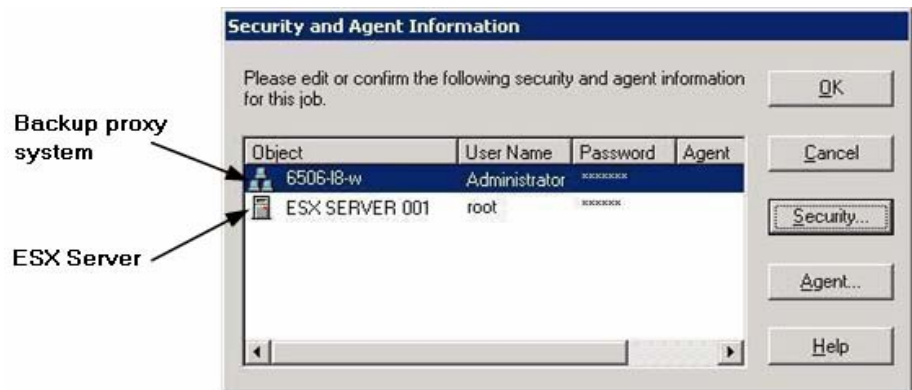 Security and Agent Information
Please edit or confirm the following security and agent information
for this job.
OK
Cancel
Security...
Agent...
Help
Object User Name Password Agent
6506-I8-w Administrator *******
ESX SERVER 001 root ******
Backup proxy
system
ESX Server